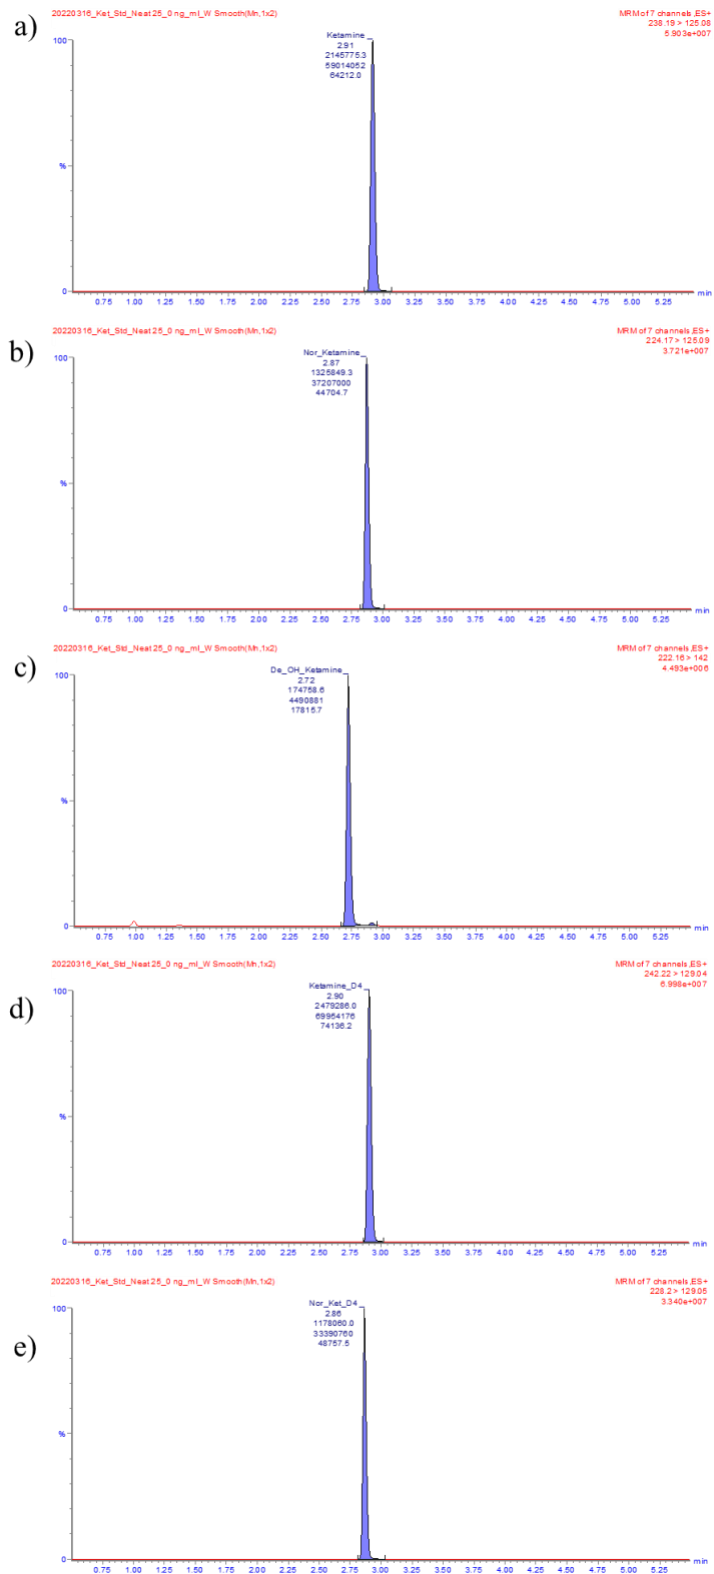 a)
20220316_Ket_Std_Neat 25_0 ng_ml_W Smooth(Mn,1x2)
MRM of 7 channels,ES+
238.19 > 125.08
5.903e+007
Ketamine
2.91
2145775.3
59014052
64212.0
100
%
0
0.75 1.00 1.25 1.50 1.75 2.00 2.25 2.50 2.75 3.00 3.25 3.50 3.75 4.00 4.25 4.50 4.75 5.00 5.25
min
b)
20220316_Ket_Std_Neat 25_0 ng_ml_W Smooth(Mn,1x2)
MRM of 7 channels,ES+
224.17 > 125.09
3.721e+007
Nor_Ketamine
2.87
1325849.3
37207000
44704.7
100
%
0
0.75 1.00 1.25 1.50 1.75 2.00 2.25 2.50 2.75 3.00 3.25 3.50 3.75 4.00 4.25 4.50 4.75 5.00 5.25
min
c)
20220316_Ket_Std_Neat 25_0 ng_ml_W Smooth(Mn,1x2)
MRM of 7 channels,ES+
222.16 > 142
4.493e+006
De_OH_Ketamine
2.72
174758.6
4490881
17815.7
100
%
0
0.75 1.00 1.25 1.50 1.75 2.00 2.25 2.50 2.75 3.00 3.25 3.50 3.75 4.00 4.25 4.50 4.75 5.00 5.25
min
d)
20220316_Ket_Std_Neat 25_0 ng_ml_W Smooth(Mn,1x2)
MRM of 7 channels,ES+
242.22 > 129.04
6.998e+007
Ketamine_D4
2.90
2479286.0
69954176
74136.2
100
%
0
0.75 1.00 1.25 1.50 1.75 2.00 2.25 2.50 2.75 3.00 3.25 3.50 3.75 4.00 4.25 4.50 4.75 5.00 5.25
min
e)
20220316_Ket_Std_Neat 25_0 ng_ml_W Smooth(Mn,1x2)
MRM of 7 channels,ES+
228.2 > 129.05
3.340e+007
Nor_Ket_D4
2.86
1178060.0
33390760
48757.5
100
%
0
0.75 1.00 1.25 1.50 1.75 2.00 2.25 2.50 2.75 3.00 3.25 3.50 3.75 4.00 4.25 4.50 4.75 5.00 5.25
min